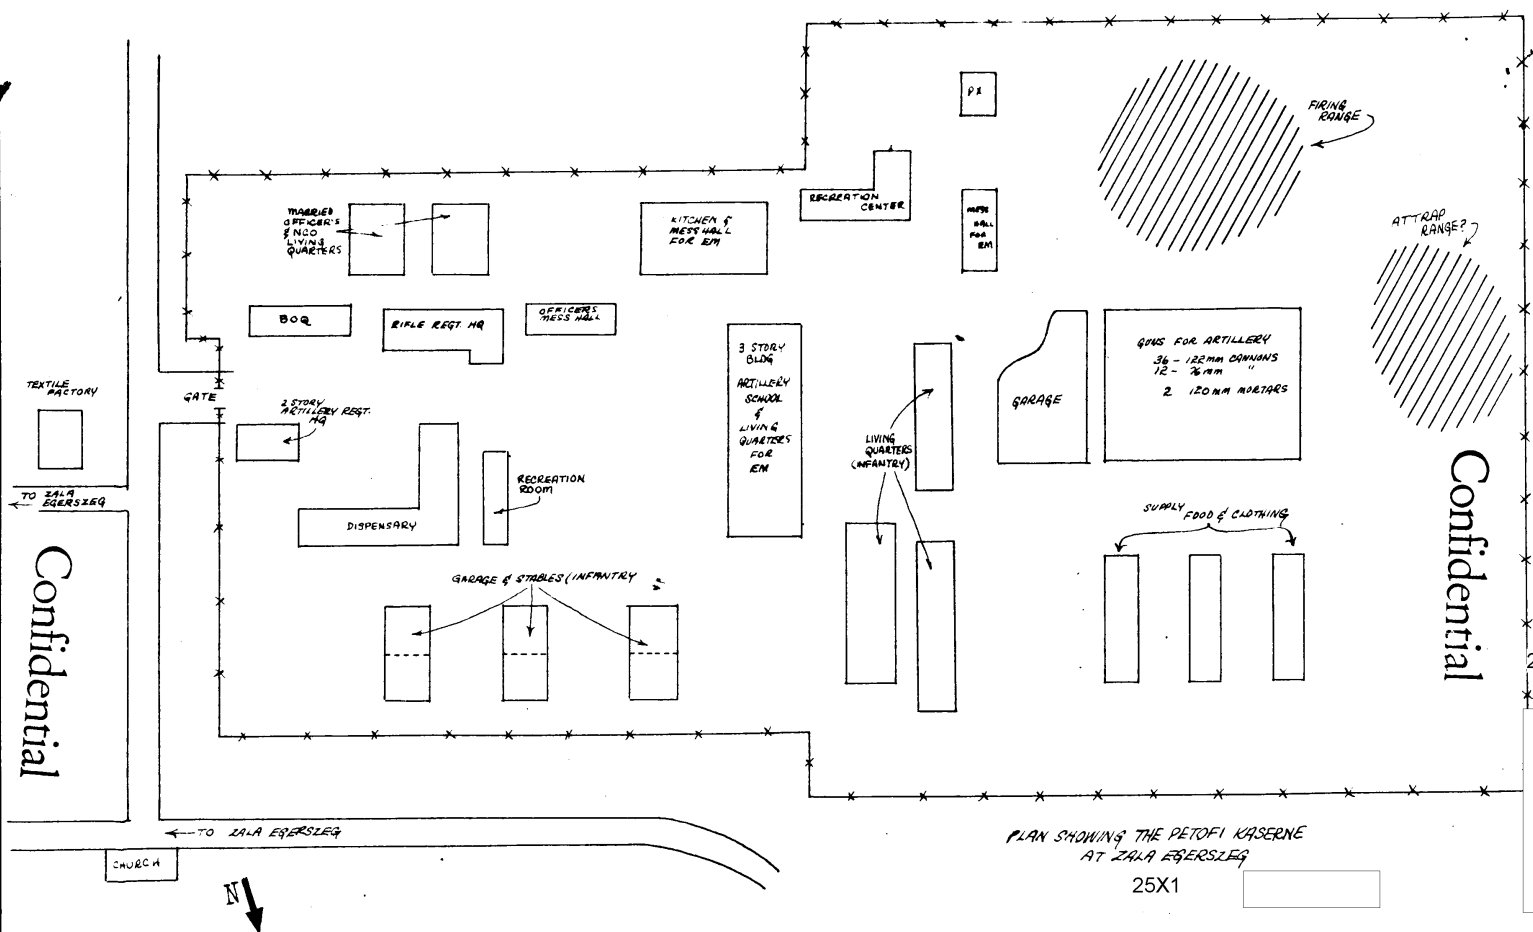 PX
FIRING
RANGE
ATTRAP
RANGE?
MARRIED
OFFICER'S
& NCO
LIVING
QUARTERS
KITCHEN &
MESS HALL
FOR EM
RECREATION
CENTER
MESS
HALL
FOR
EM
BOQ
RIFLE REGT. HQ
OFFICERS
MESS HALL
3 STORY
BLDG
ARTILLERY
SCHOOL
&
LIVING
QUARTERS
FOR
EM
GUNS FOR ARTILLERY
36 - 122mm CANNONS
12 - 76mm "
2 120mm MORTARS
GARAGE
TEXTILE
FACTORY
GATE
2 STORY
ARTILLERY REGT.
HQ
LIVING
QUARTERS
(INFANTRY)
RECREATION
ROOM
DISPENSARY
TO ZALA
EGERSZEG
SUPPLY
FOOD & CLOTHING
GARAGE & STABLES (INFANTRY
Confidential
Confidential
TO ZALA EGERSZEG
CHURCH
N
PLAN SHOWING THE PETOFI KASERNE
AT ZALA EGERSZEG
25X1